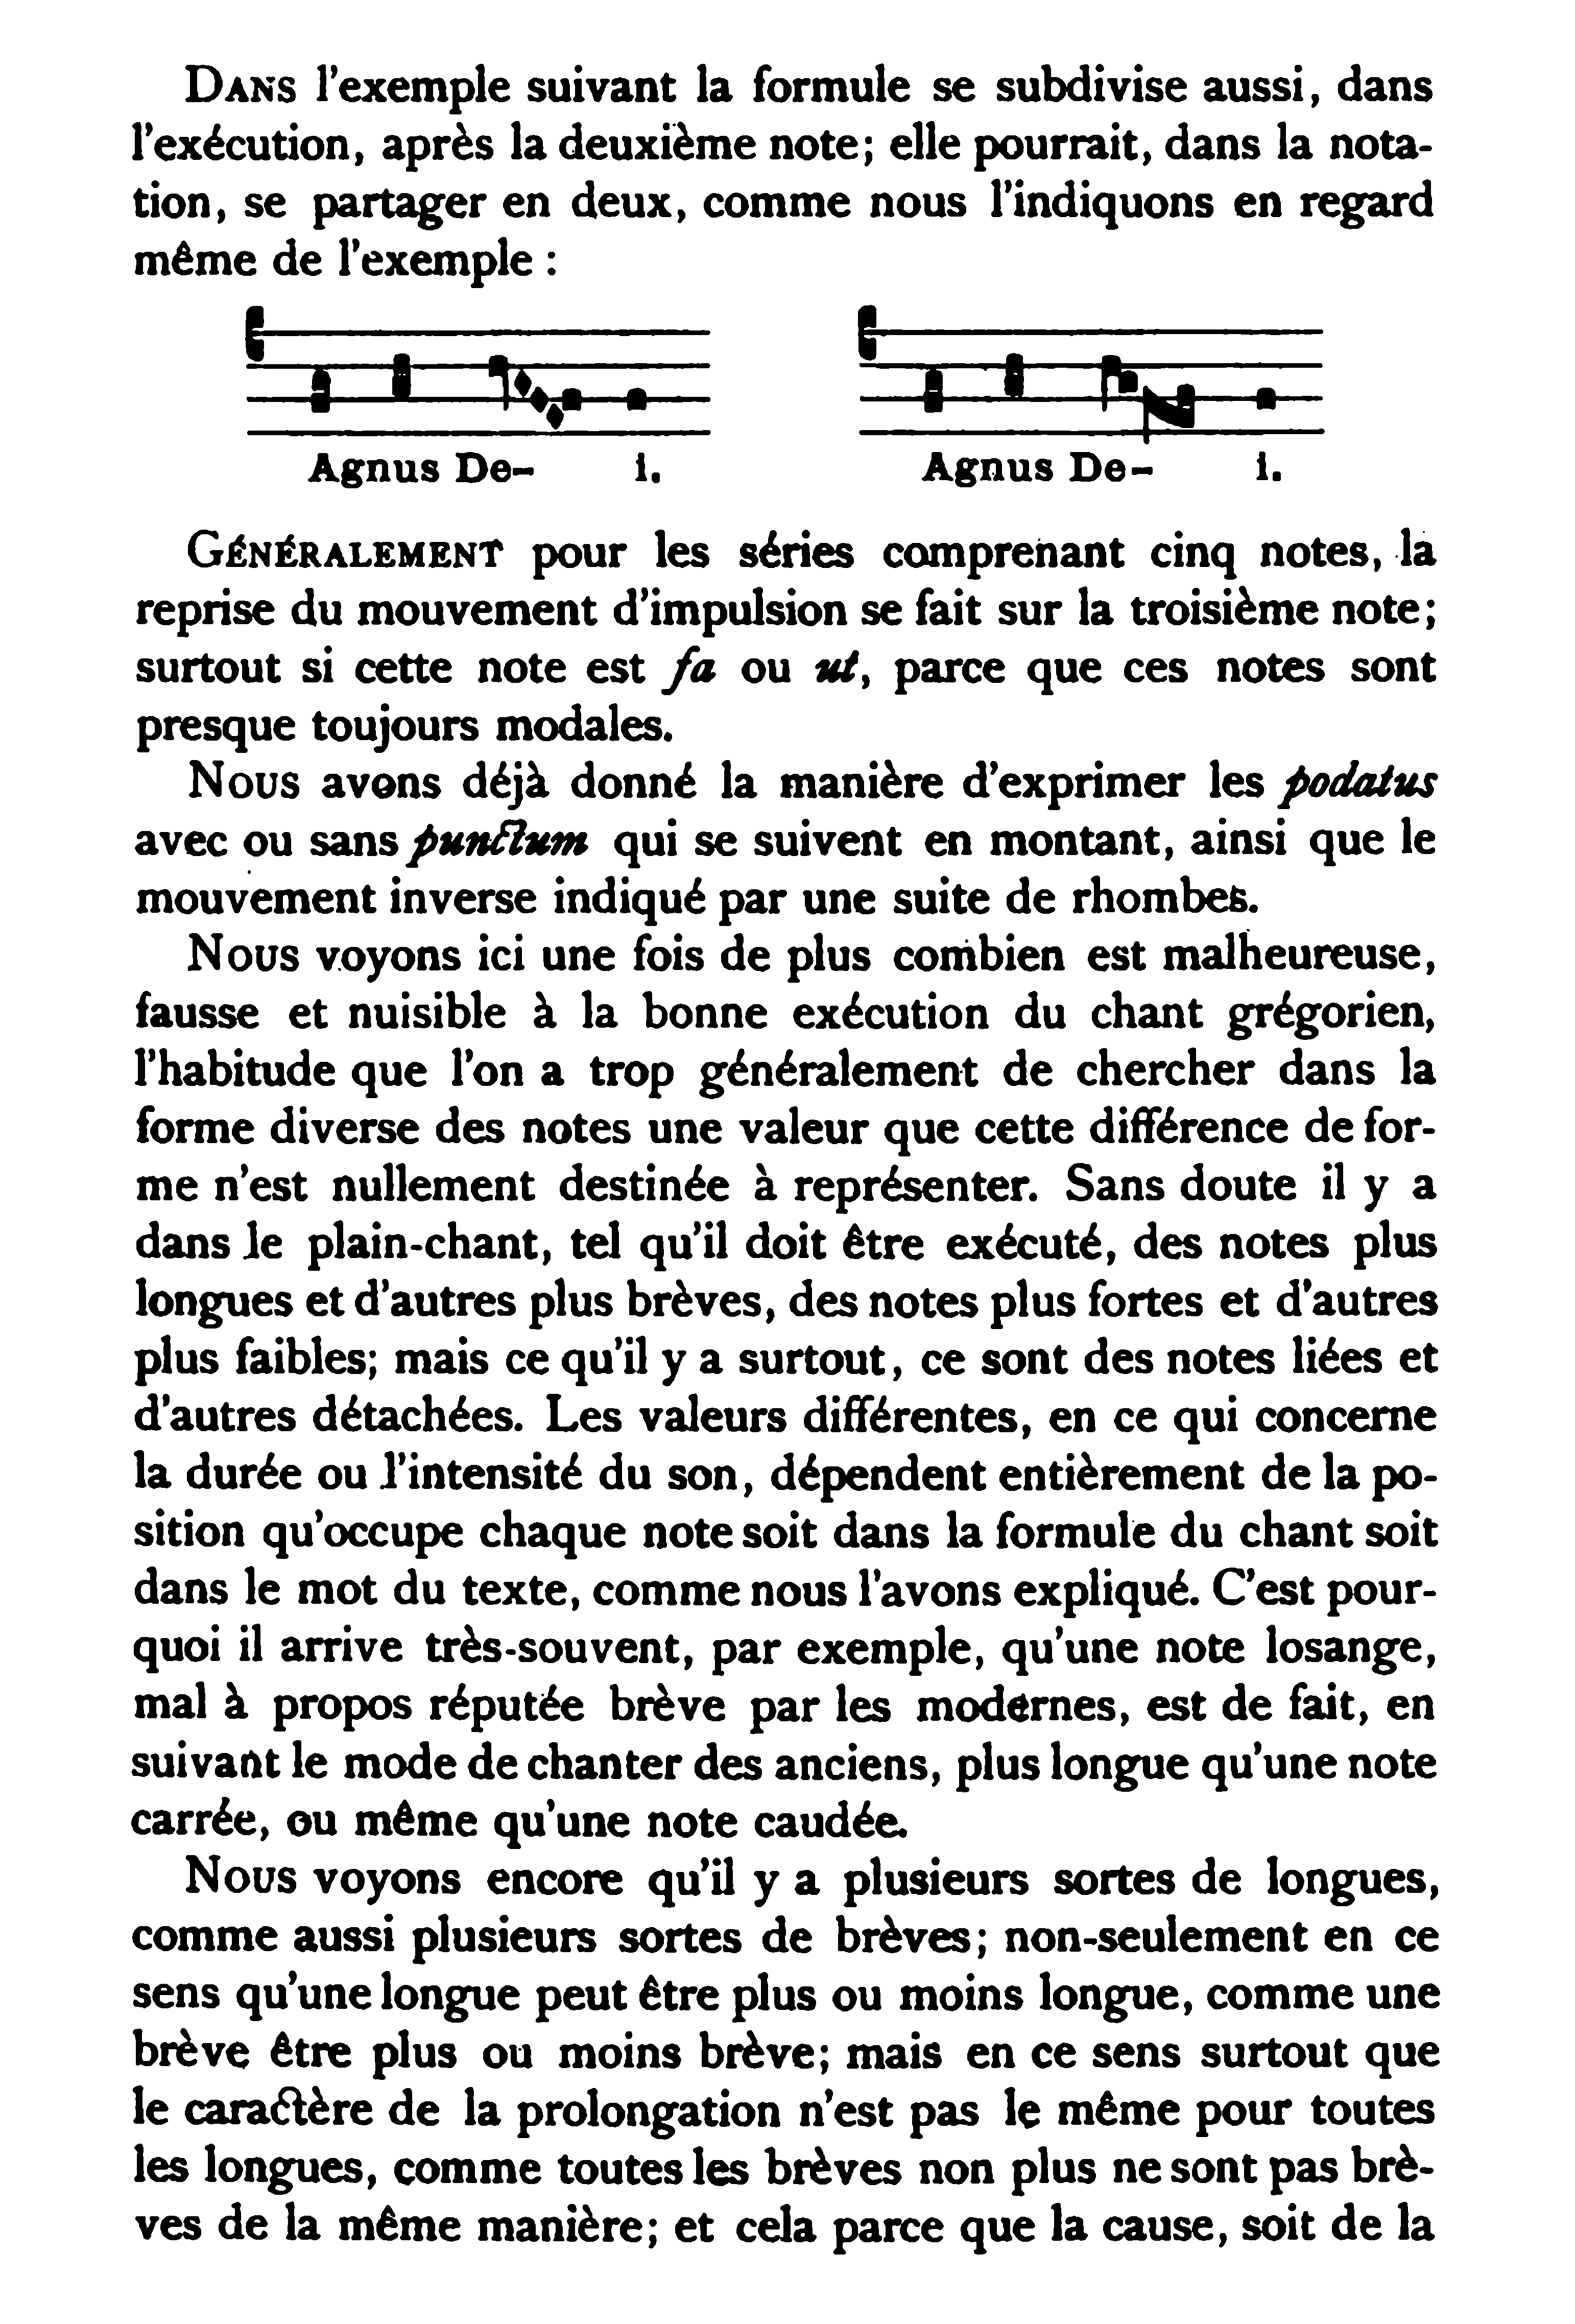 DANS l'exemple suivant la formule se subdivise aussi, dans
l'exécution, après la deuxième note; elle pourrait, dans la nota-
tion, se partager en deux, comme nous l'indiquons en regard
même de l'exemple :
Agnus De- i. Agnus De- i.
GÉNÉRALEMENT pour les séries comprenant cinq notes, la
reprise du mouvement d'impulsion se fait sur la troisième note;
surtout si cette note est fa ou ut, parce que ces notes sont
presque toujours modales.
NOUS avons déjà donné la manière d'exprimer les podatus
avec ou sans punctum qui se suivent en montant, ainsi que le
mouvement inverse indiqué par une suite de rhombes.
NOUS voyons ici une fois de plus combien est malheureuse,
fausse et nuisible à la bonne exécution du chant grégorien,
l'habitude que l'on a trop généralement de chercher dans la
forme diverse des notes une valeur que cette différence de for-
me n'est nullement destinée à représenter. Sans doute il y a
dans le plain-chant, tel qu'il doit être exécuté, des notes plus
longues et d'autres plus brèves, des notes plus fortes et d'autres
plus faibles; mais ce qu'il y a surtout, ce sont des notes liées et
d'autres détachées. Les valeurs différentes, en ce qui concerne
la durée ou l'intensité du son, dépendent entièrement de la po-
sition qu'occupe chaque note soit dans la formule du chant soit
dans le mot du texte, comme nous l'avons expliqué. C'est pour-
quoi il arrive très-souvent, par exemple, qu'une note losange,
mal à propos réputée brève par les modernes, est de fait, en
suivant le mode de chanter des anciens, plus longue qu'une note
carrée, ou même qu'une note caudée.
NOUS voyons encore qu'il y a plusieurs sortes de longues,
comme aussi plusieurs sortes de brèves; non-seulement en ce
sens qu'une longue peut être plus ou moins longue, comme une
brève être plus ou moins brève; mais en ce sens surtout que
le caractère de la prolongation n'est pas le même pour toutes
les longues, comme toutes les brèves non plus ne sont pas brè-
ves de la même manière; et cela parce que la cause, soit de la